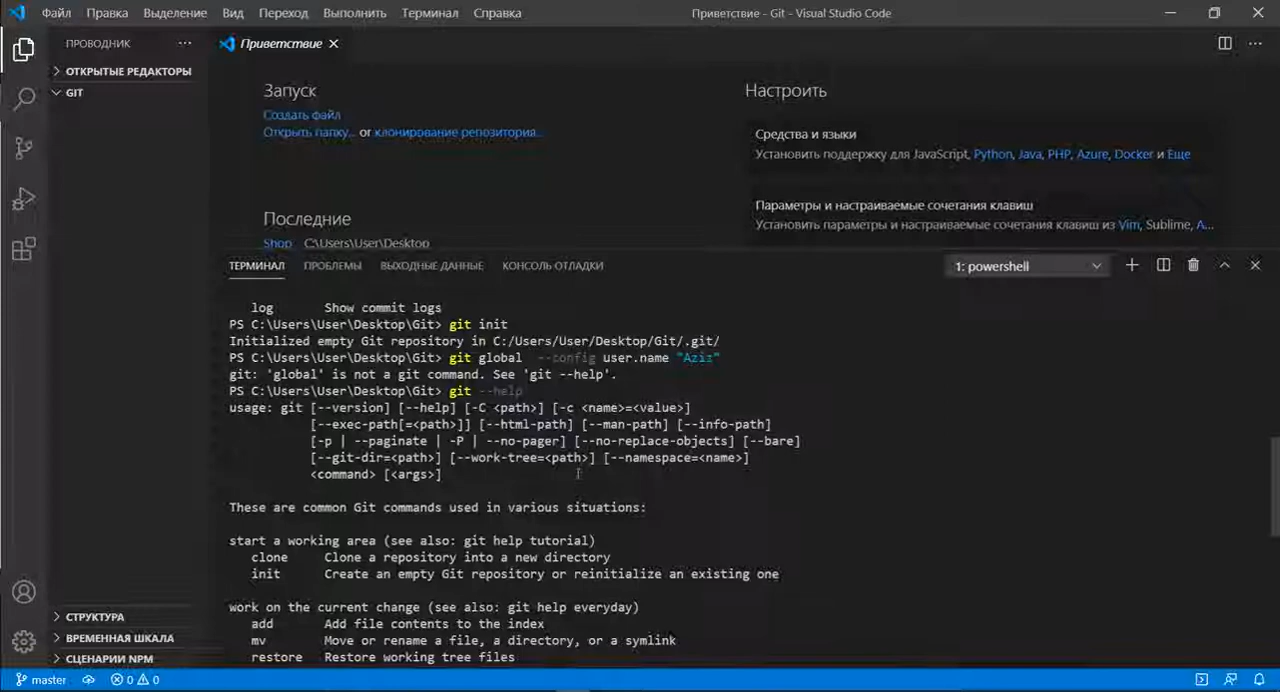 Файл Правка Выделение Вид Переход Выполнить Терминал Справка
Приветствие - Git - Visual Studio Code
ПРОВОДНИК
ОТКРЫТЫЕ РЕДАКТОРЫ
GIT
Приветствие
Запуск
Создать файл
Открыть папку... or клонирование репозитория...
Последние
Shop C:\Users\User\Desktop
Настроить
Средства и языки
Установить поддержку для JavaScript, Python, Java, PHP, Azure, Docker и Еще
Параметры и настраиваемые сочетания клавиш
Установить параметры и настраиваемые сочетания клавиш из Vim, Sublime, A...
ТЕРМИНАЛ ПРОБЛЕМЫ ВЫХОДНЫЕ ДАННЫЕ КОНСОЛЬ ОТЛАДКИ
1: powershell
log Show commit logs
PS C:\Users\User\Desktop\Git> git init
Initialized empty Git repository in C:/Users/User/Desktop/Git/.git/
PS C:\Users\User\Desktop\Git> git global --config user.name "Aziz"
git: 'global' is not a git command. See 'git --help'.
PS C:\Users\User\Desktop\Git> git --help
usage: git [--version] [--help] [-C <path>] [-c <name>=<value>]
[--exec-path[=<path>]] [--html-path] [--man-path] [--info-path]
[-p | --paginate | -P | --no-pager] [--no-replace-objects] [--bare]
[--git-dir=<path>] [--work-tree=<path>] [--namespace=<name>]
<command> [<args>]
These are common Git commands used in various situations:
start a working area (see also: git help tutorial)
clone Clone a repository into a new directory
init Create an empty Git repository or reinitialize an existing one
work on the current change (see also: git help everyday)
add Add file contents to the index
mv Move or rename a file, a directory, or a symlink
restore Restore working tree files
СТРУКТУРА
ВРЕМЕННАЯ ШКАЛА
СЦЕНАРИИ NPM
master 0 0